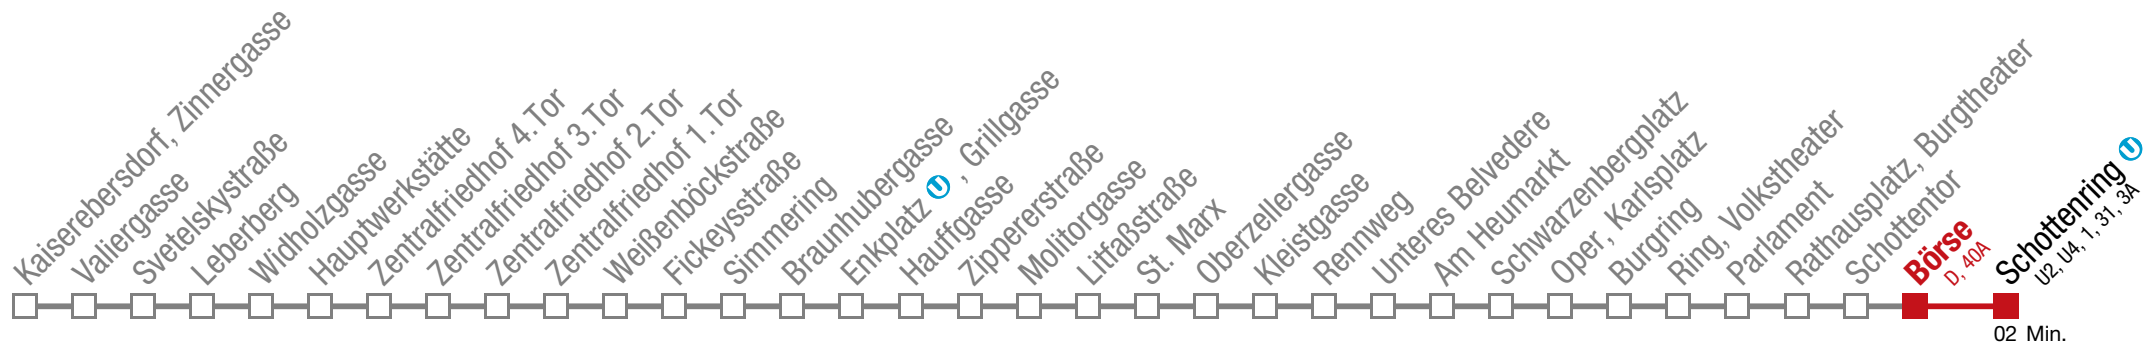 Kaiserebersdorf, Zinnergasse
Valiergasse
Svetelskystraße
Leberberg
Widholzgasse
Hauptwerkstätte
Zentralfriedhof 4.Tor
Zentralfriedhof 3.Tor
Zentralfriedhof 2.Tor
Zentralfriedhof 1.Tor
Weißenböckstraße
Fickeysstraße
Simmering
Braunhubergasse
Enkplatz U , Grillgasse
Hauffgasse
Zippererstraße
Molitorgasse
Litfaßstraße
St. Marx
Oberzellergasse
Kleistgasse
Rennweg
Unteres Belvedere
Am Heumarkt
Schwarzenbergplatz
Oper, Karlsplatz
Burgring
Ring, Volkstheater
Parlament
Rathausplatz, Burgtheater
Schottentor
Börse
D, 40A
Schottenring U
U2, U4, 1, 31, 3A
02 Min.